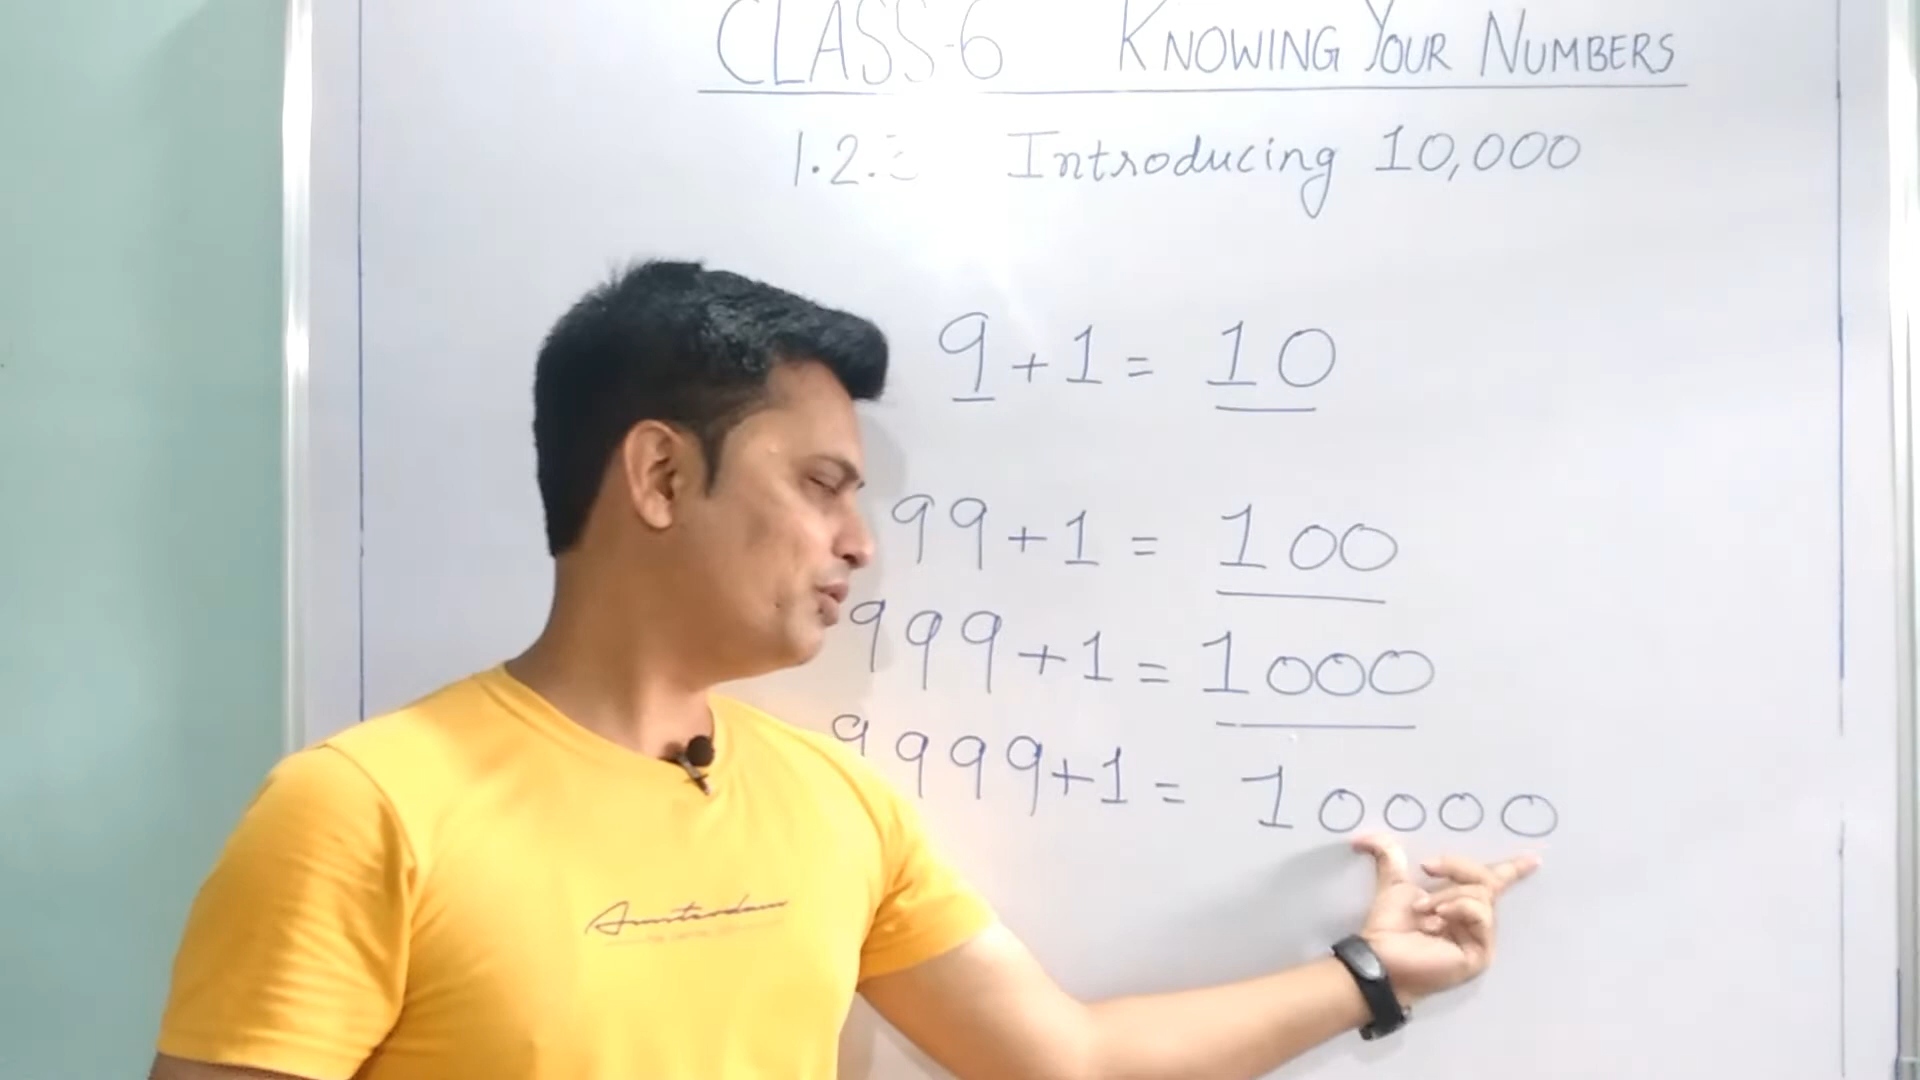 CLASS-6 KNOWING YOUR NUMBERS
1.2. Introducing 10,000
9+1= 10
99+1= 100
999+1=1000
9999+1= 10000
Amsterdam